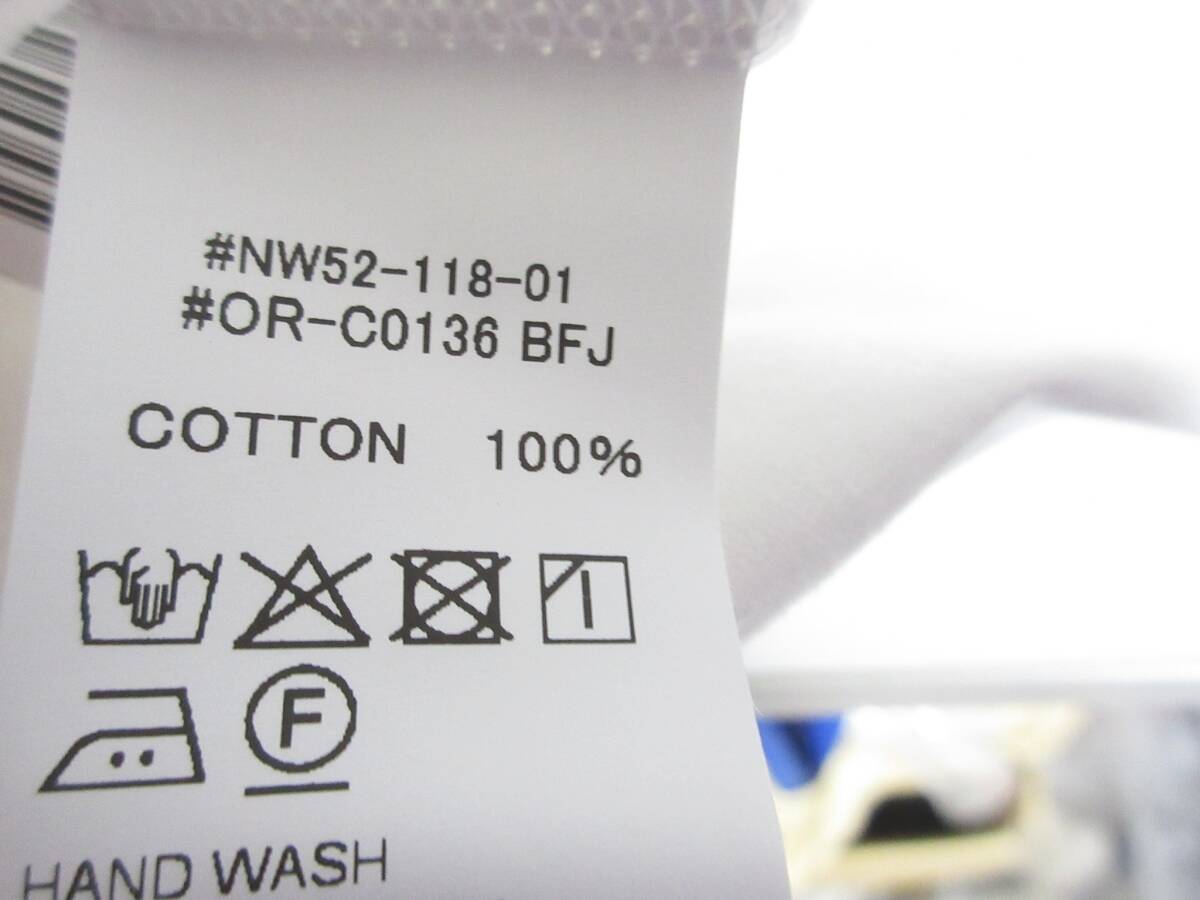 #NW52-118-01
#OR-C0136 BFJ
COTTON 100%
F
HAND WASH